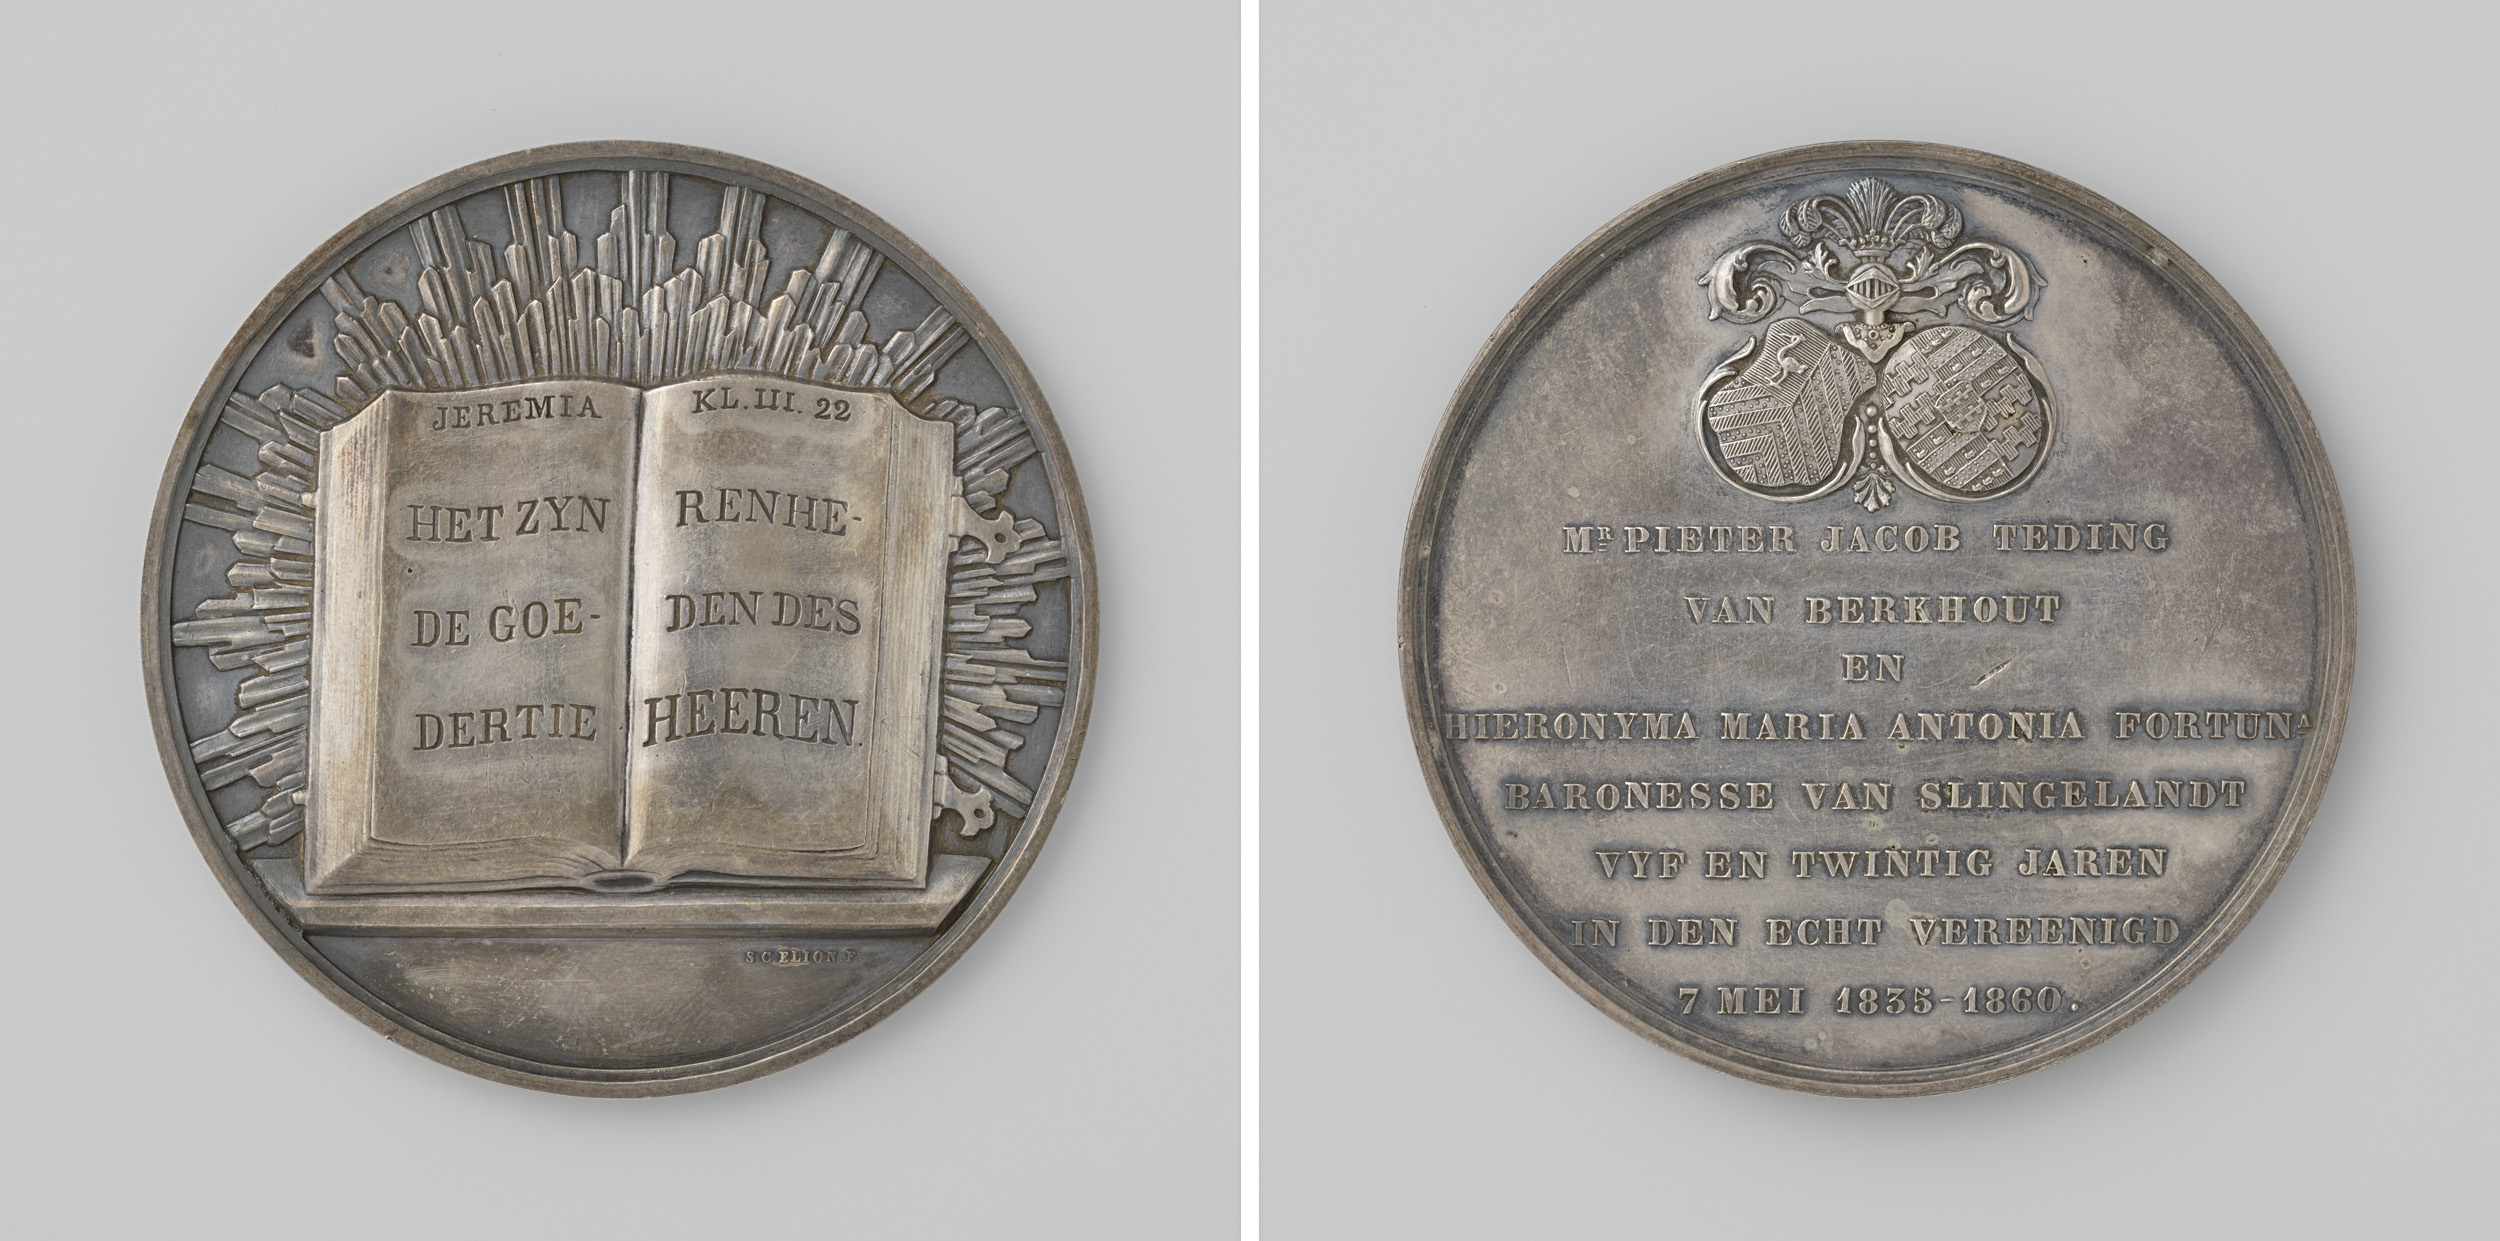 JEREMIA
HET ZYN
DE GOE-
DERTIE
KL. III. 22
RENHE-
DEN DES
HEEREN.
S.C. ELION. F.
MR PIETER JACOB TEDING
VAN BERKHOUT
EN
HIERONYMA MARIA ANTONIA FORTUNA
BARONESSE VAN SLINGELANDT
VYF EN TWINTIG JAREN
IN DEN ECHT VEREENIGD
7 MEI 1835-1860.